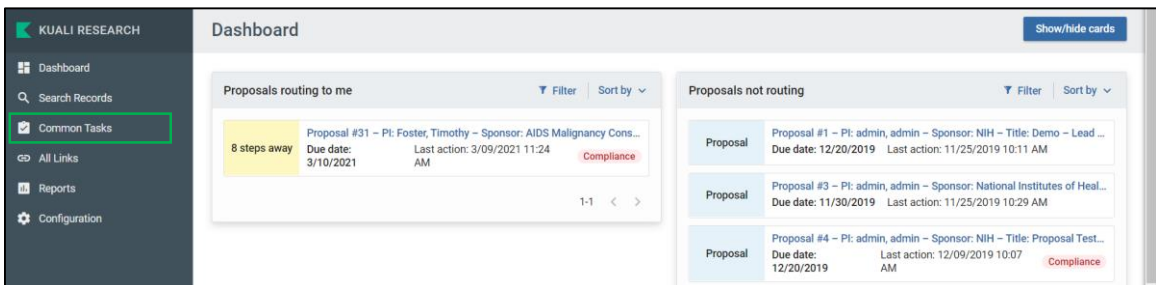 KUALI RESEARCH
Dashboard
Search Records
Common Tasks
All Links
Reports
Configuration
Dashboard
Show/hide cards
Proposals routing to me
Filter
Sort by
8 steps away
Proposal #31 – PI: Foster, Timothy – Sponsor: AIDS Malignancy Cons...
Due date: Last action: 3/09/2021 11:24
3/10/2021 AM
Compliance
1-1
Proposals not routing
Filter
Sort by
Proposal
Proposal #1 – PI: admin, admin – Sponsor: NIH – Title: Demo – Lead ...
Due date: 12/20/2019 Last action: 11/25/2019 10:11 AM
Proposal
Proposal #3 – PI: admin, admin – Sponsor: National Institutes of Heal...
Due date: 11/30/2019 Last action: 11/25/2019 10:29 AM
Proposal
Proposal #4 – PI: admin, admin – Sponsor: NIH – Title: Proposal Test...
Due date: Last action: 12/09/2019 10:07
12/20/2019 AM
Compliance